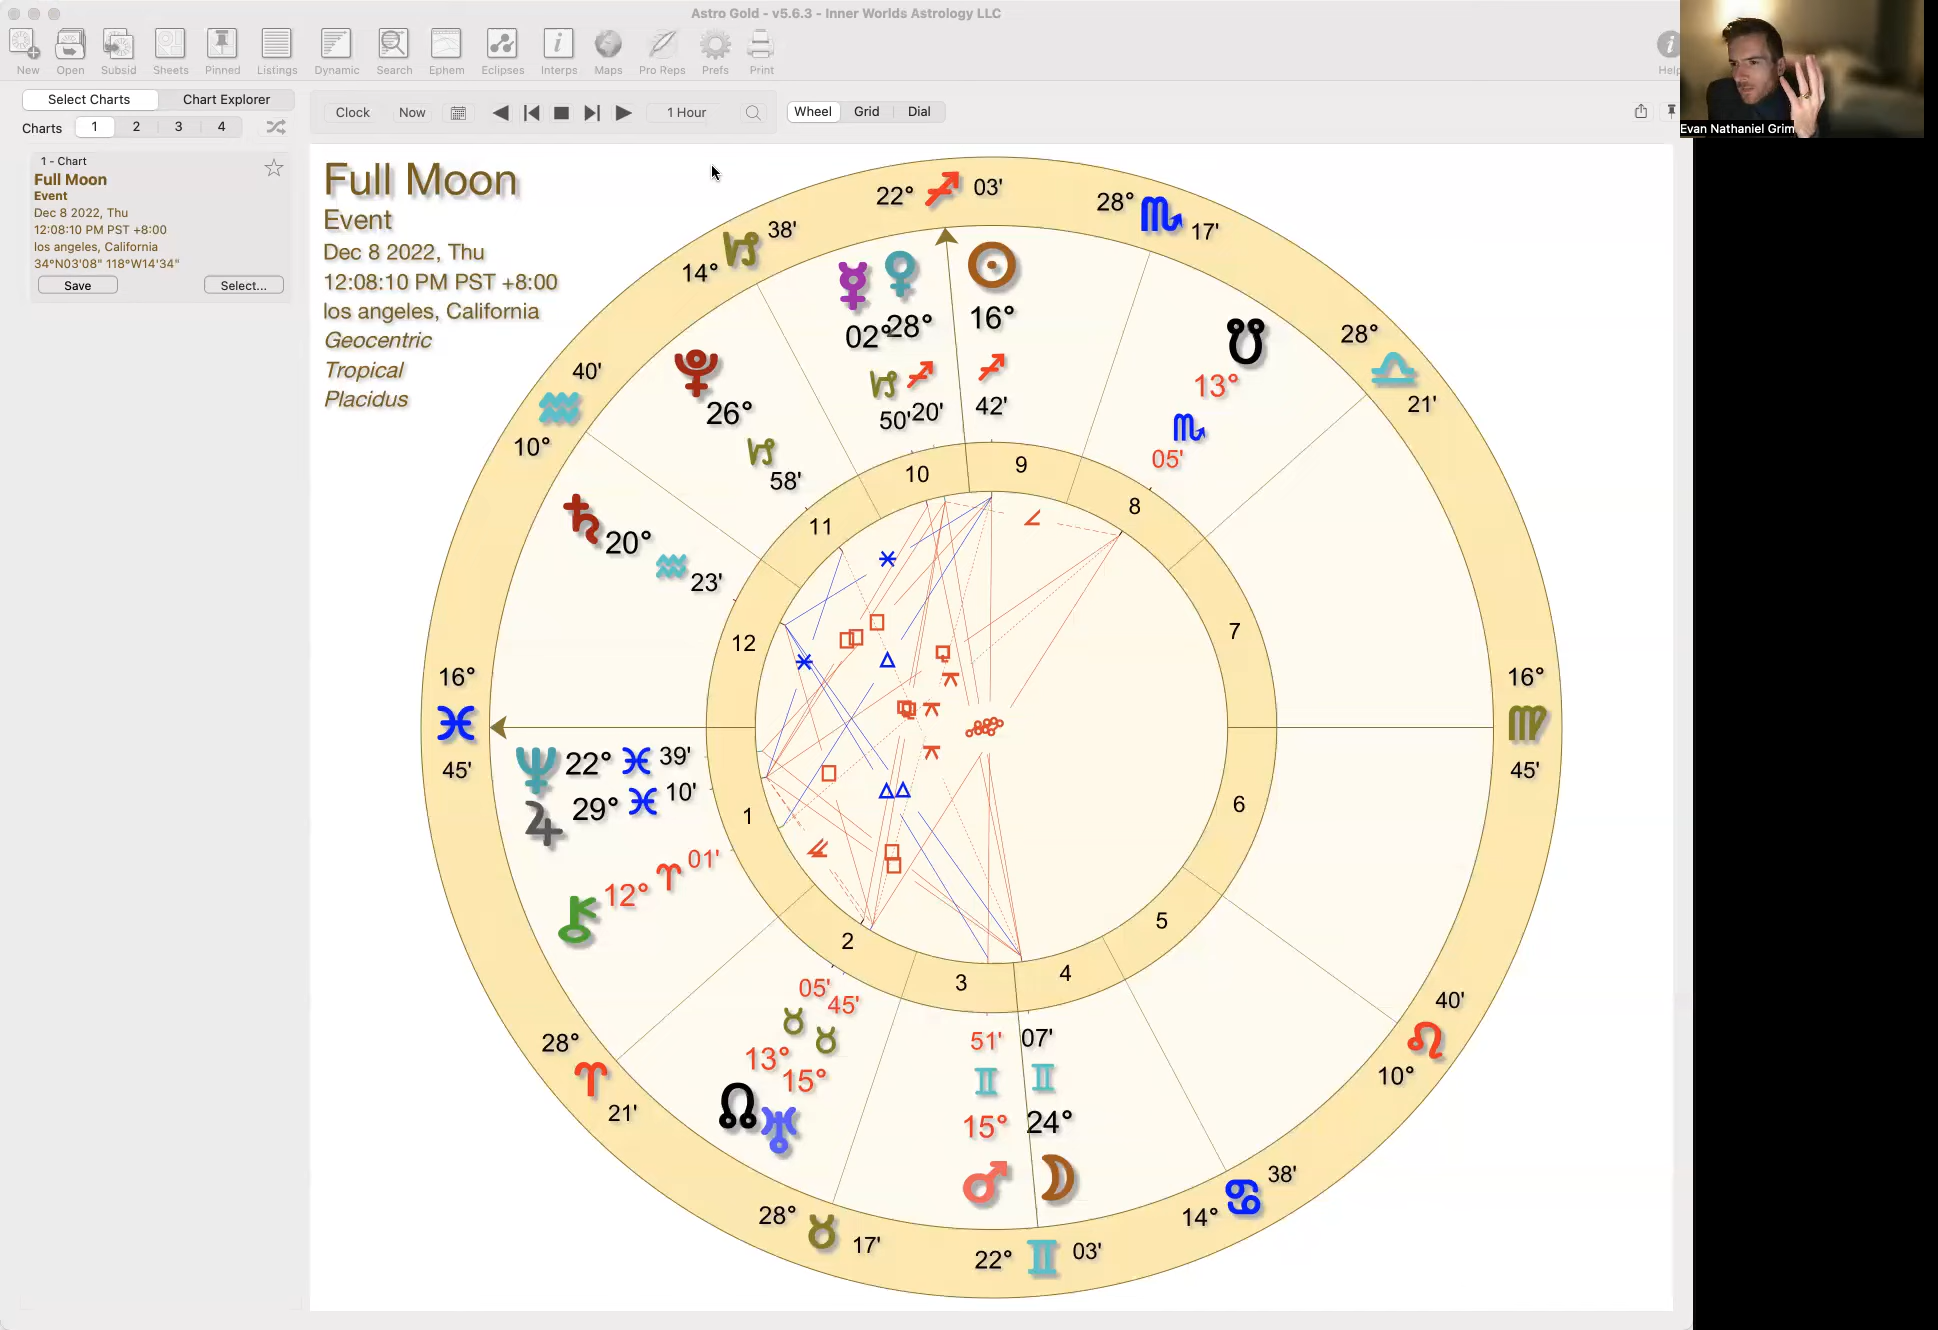 Astro Gold - v5.6.3 - Inner Worlds Astrology LLC
New Open Subsid Sheets Pinned Listings Dynamic Search Ephem Eclipses Interps Maps Pro Reps Prefs Print Help
Select Charts Chart Explorer
Charts 1 2 3 4
Clock Now 1 Hour Wheel Grid Dial
Evan Nathaniel Grim
1 - Chart
Full Moon
Event
Dec 8 2022, Thu
12:08:10 PM PST +8:00
los angeles, California
34°N03'08" 118°W14'34"
Save Select...
Full Moon
Event
Dec 8 2022, Thu
12:08:10 PM PST +8:00
los angeles, California
Geocentric
Tropical
Placidus
22° ♐ 03'
28° ♏ 17'
14° ♑ 38'
28° ♎ 21'
10° ♒ 40'
16° ♓ 45'
16° ♍ 45'
28° ♈ 21'
10° ♌ 40'
28° ♉ 17'
22° ♊ 03'
14° ♋ 38'
☿ 02° ♑ 50'
♀ 28° ♐ 20'
☉ 16° ♐ 42'
☋ 13° ♏ 05'
♇ 26° ♑ 58'
♄ 20° ♒ 23'
♆ 22° ♓ 39'
♃ 29° ♓ 10'
⚷ 12° ♈ 01'
☊ 13° ♉ 05'
♅ 15° ♉ 45'
♂ 15° ♊ 51'
☽ 24° ♊ 07'
10
9
8
11
12
7
1
6
2
5
3
4